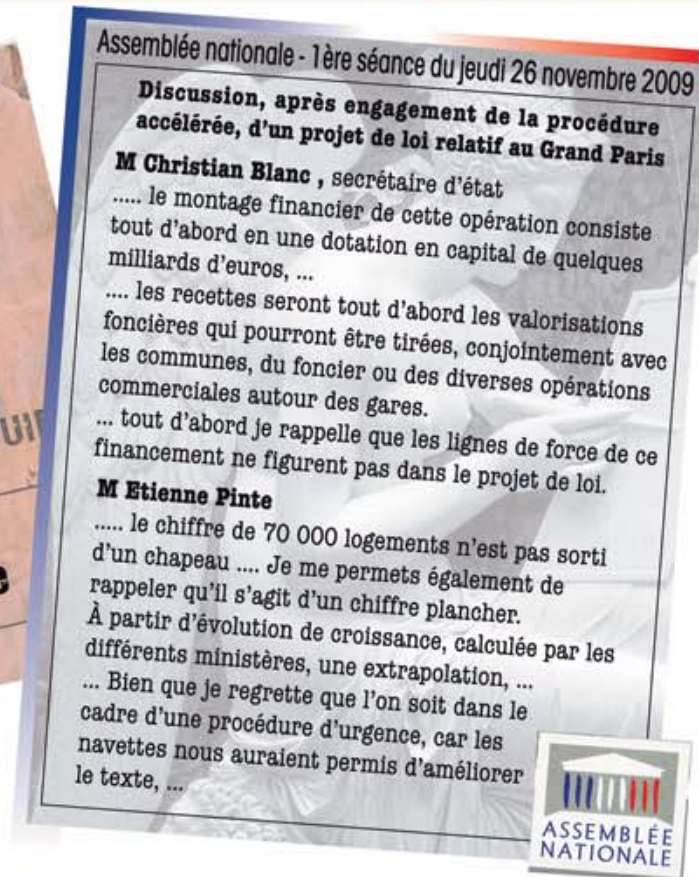 Assemblée nationale - 1ère séance du jeudi 26 novembre 2009
Discussion, après engagement de la procédure
accélérée, d'un projet de loi relatif au Grand Paris
M Christian Blanc , secrétaire d'état
..... le montage financier de cette opération consiste
tout d'abord en une dotation en capital de quelques
milliards d'euros, ...
.... les recettes seront tout d'abord les valorisations
foncières qui pourront être tirées, conjointement avec
les communes, du foncier ou des diverses opérations
commerciales autour des gares.
... tout d'abord je rappelle que les lignes de force de ce
financement ne figurent pas dans le projet de loi.
M Etienne Pinte
..... le chiffre de 70 000 logements n'est pas sorti
d'un chapeau .... Je me permets également de
rappeler qu'il s'agit d'un chiffre plancher.
À partir d'évolution de croissance, calculée par les
différents ministères, une extrapolation, ...
... Bien que je regrette que l'on soit dans le
cadre d'une procédure d'urgence, car les
navettes nous auraient permis d'améliorer
le texte, ...
ASSEMBLÉE
NATIONALE